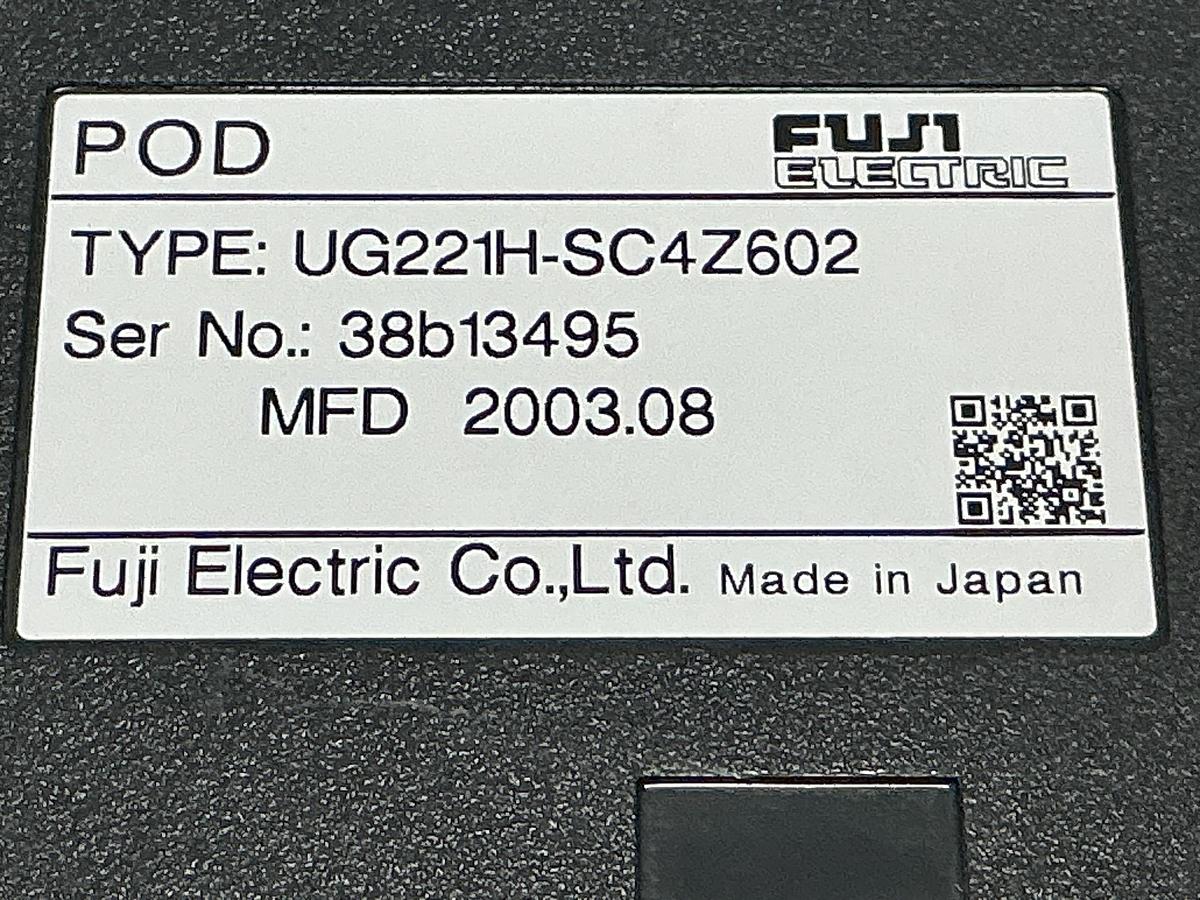 POD
FUJI
ELECTRIC
TYPE: UG221H-SC4Z602
Ser No.: 38b13495
MFD 2003.08
Fuji Electric Co.,Ltd. Made in Japan